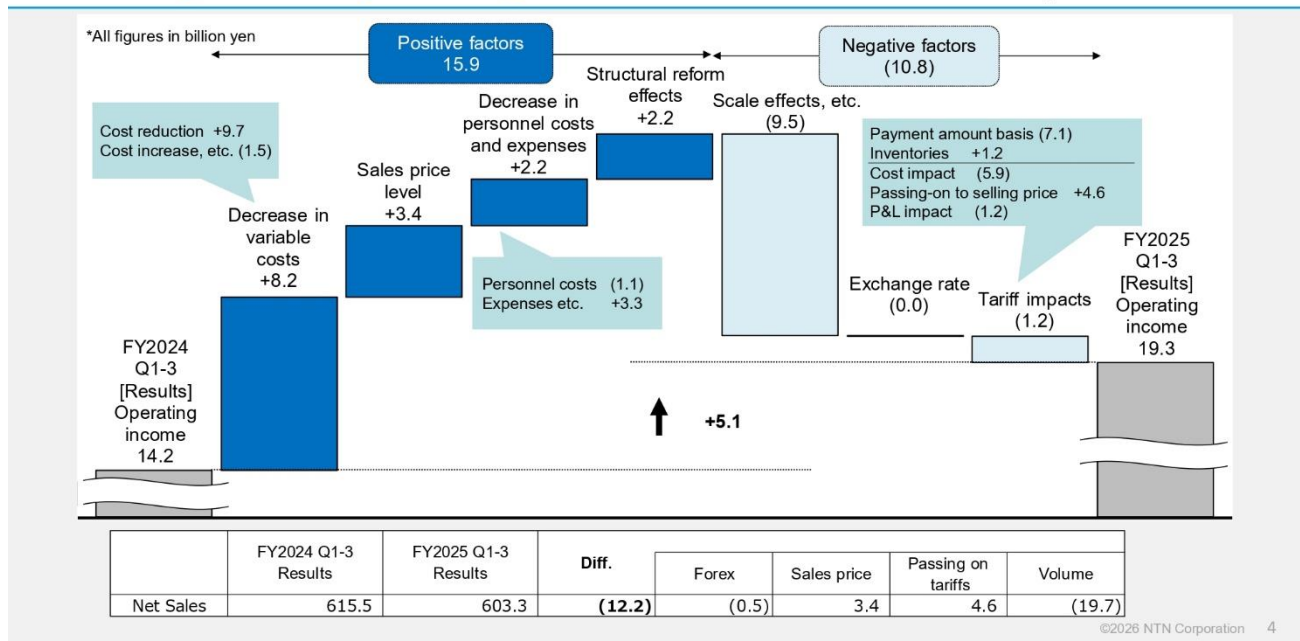 *All figures in billion yen
Positive factors
15.9
Negative factors
(10.8)
Cost reduction +9.7
Cost increase, etc. (1.5)
FY2024
Q1-3
[Results]
Operating
income
14.2
Decrease in
variable
costs
+8.2
Sales price
level
+3.4
Decrease in
personnel costs
and expenses
+2.2
Personnel costs (1.1)
Expenses etc. +3.3
Structural reform
effects
+2.2
Scale effects, etc.
(9.5)
Exchange rate
(0.0)
Payment amount basis (7.1)
Inventories +1.2
Cost impact (5.9)
Passing-on to selling price +4.6
P&L impact (1.2)
Tariff impacts
(1.2)
FY2025
Q1-3
[Results]
Operating
income
19.3
+5.1
FY2024 Q1-3
Results
FY2025 Q1-3
Results
Diff.
Forex
Sales price
Passing on
tariffs
Volume
Net Sales 615.5 603.3 (12.2) (0.5) 3.4 4.6 (19.7)
©2026 NTN Corporation 4